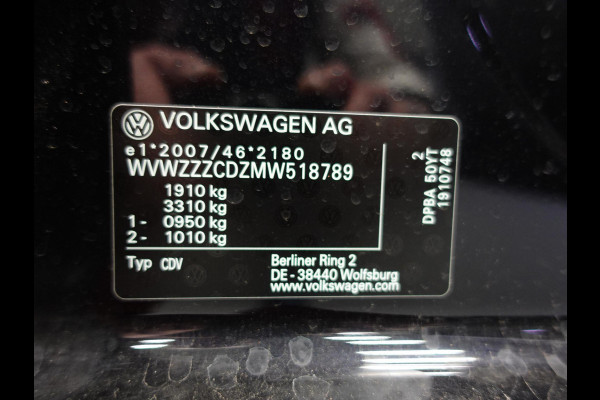 VOLKSWAGEN AG
e1*2007/46*2180
WVWZZZCDZMW518789
1910 kg
3310 kg
1- 0950 kg
2- 1010 kg
Typ CDV
Berliner Ring 2
DE - 38440 Wolfsburg
www.volkswagen.com
2
DPBA 50YT
1910748